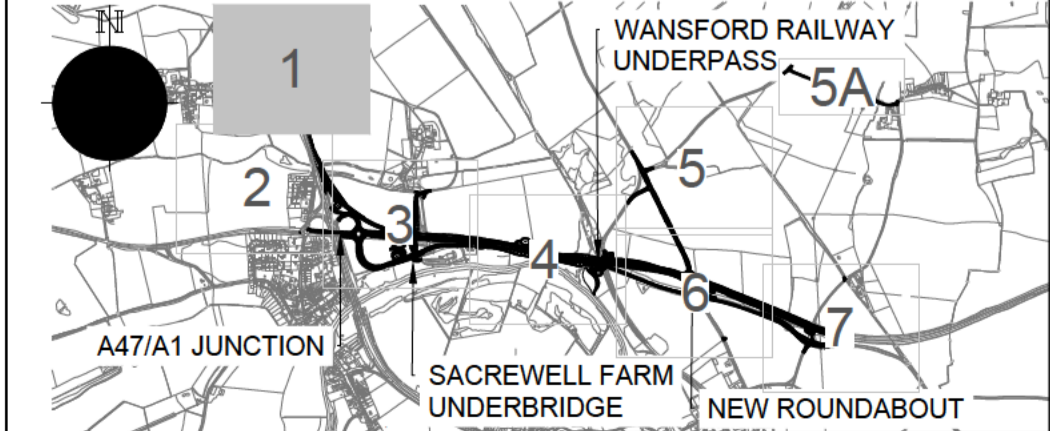 N
WANSFORD RAILWAY
UNDERPASS
1
5A
2
5
3
4
6
7
A47/A1 JUNCTION
SACREWELL FARM
UNDERBRIDGE
NEW ROUNDABOUT